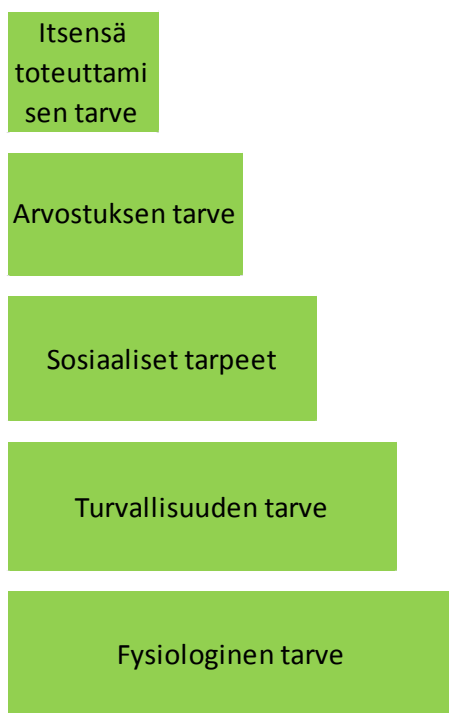 Itsensä
toteuttami
sen tarve
Arvostuksen tarve
Sosiaaliset tarpeet
Turvallisuuden tarve
Fysiologinen tarve